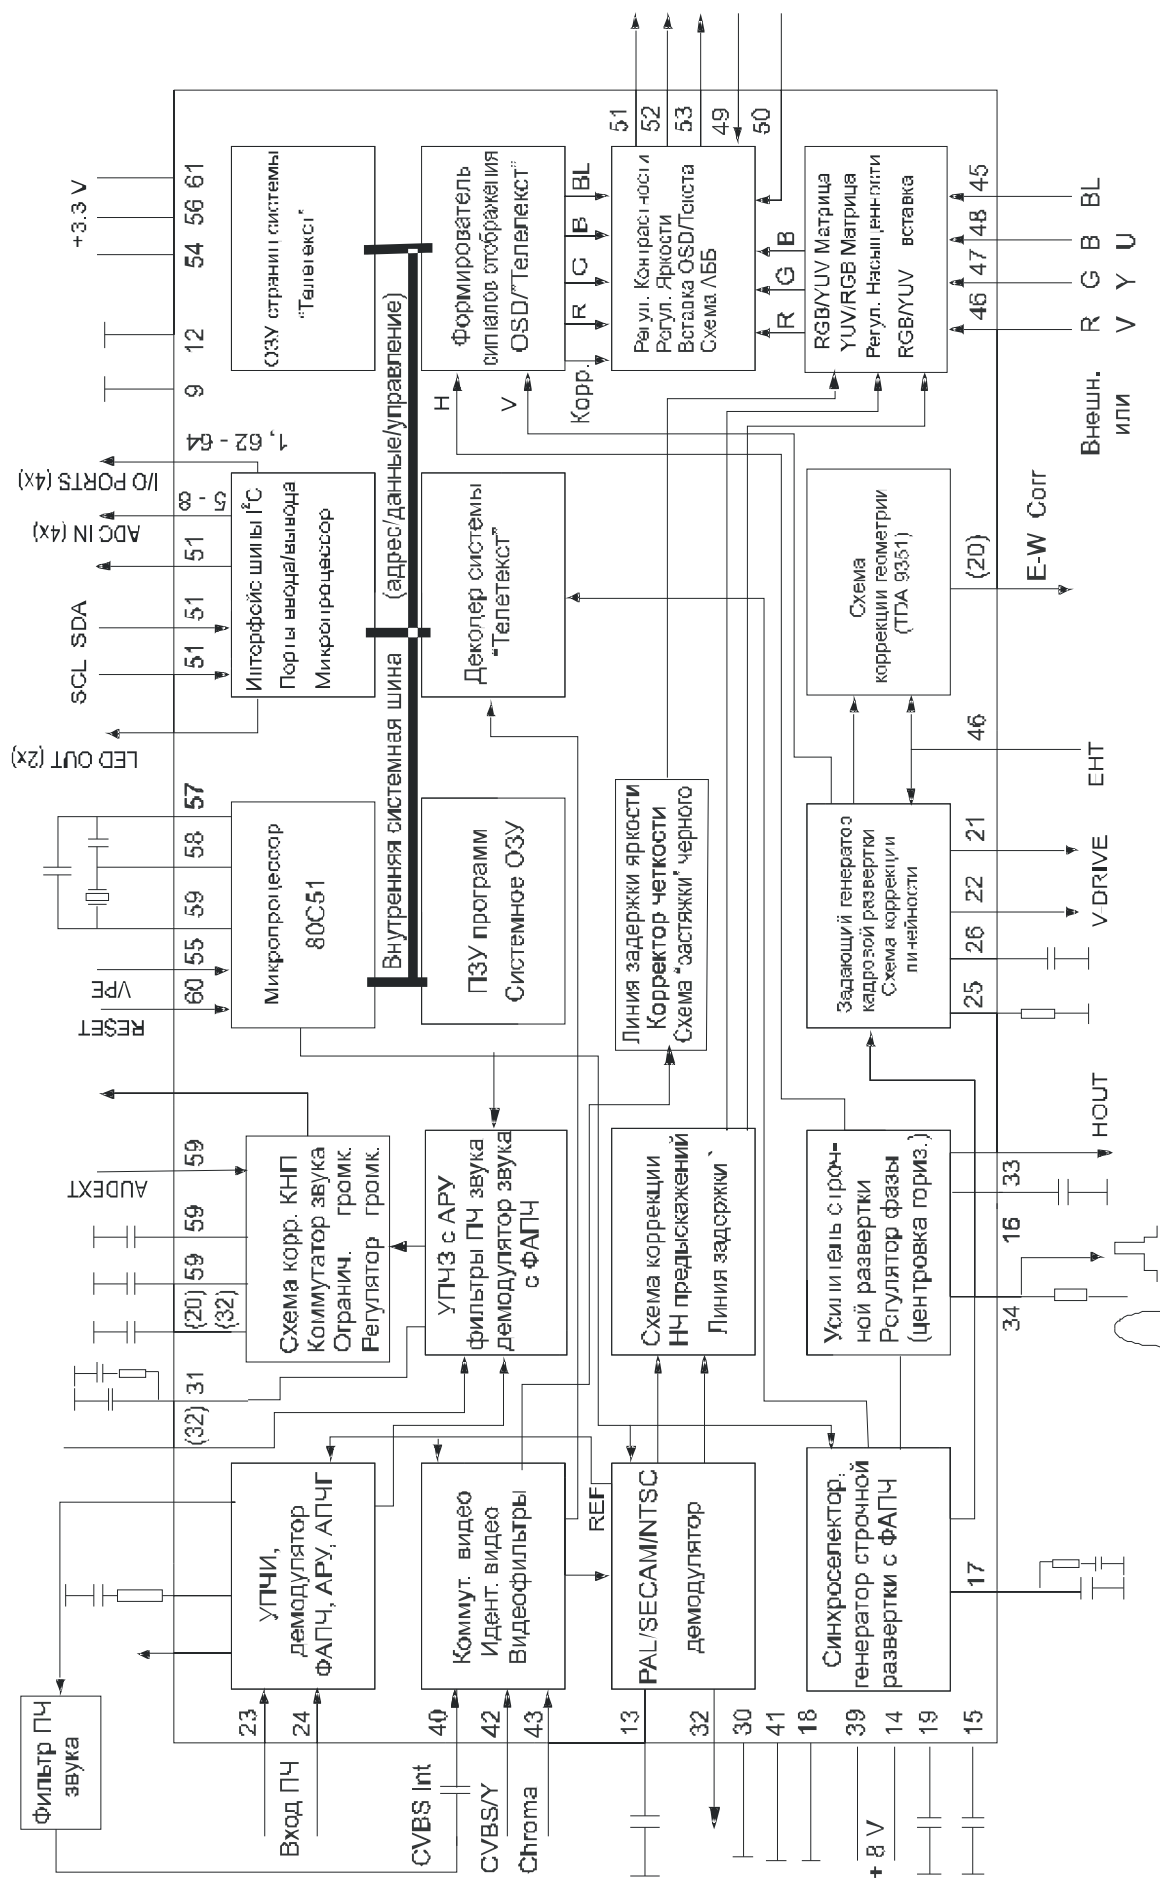 +3.3 V
9
12
54
56
61
I/O PORTS (4x)
1, 62 - 64
ADC IN (4x)
5 - 8
SCL SDA
51
51
51
LED OUT (2x)
57
58
59
55
60
VPE
RESET
AUDEXT
59
59
59
(20)
(32)
31
(32)
Фильтр ПЧ
звука
ОЗУ страниц системы
"Телетекст"
Интерфейс шины I²C
Порты ввода/вывода
Микропроцессор
Микропроцессор
80C51
Схема корр. КНП
Коммутатор звука
Огранич. громк.
Регулятор громк.
УПЧИ,
демодулятор
ФАПЧ, АРУ, АПЧГ
23
24
Вход ПЧ
Внутренняя системная шина (адрес/данные/управление)
Формирователь
сигналов отображения
OSD/"Телетекст"
H
V
Декодер системы
"Телетекст"
ПЗУ программ
Системное ОЗУ
УПЧЗ с АРУ
фильтры ПЧ звука
демодулятор звука
с ФАПЧ
Коммут. видео
Идент. видео
Видеофильтры
40
42
43
CVBS Int
CVBS/Y
Chroma
Корр.
R
G
B
BL
51
52
53
49
50
Регул. Контрастности
Регул. Яркости
Вставка OSD/Текста
Схема АББ
Линия задержки яркости
Корректор четкости
Схема "растяжки" черного
Схема коррекции
НЧ предыскажений
Линия задержки
REF
PAL/SECAM/NTSC
демодулятор
13
32
30
41
18
39
14
19
15
+ 8 V
R
G
B
RGB/YUV Матрица
YUV/RGB Матрица
Регул. Насыщенности
RGB/YUV вставка
Схема
коррекции геометрии
(TDA 9351)
Задающий генератор
кадровой развертки
Схема коррекции
линейности
Усилитель строч-
ной развертки
Регулятор фазы
(центровка гориз.)
Синхроселектор,
генератор строчной
развертки с ФАПЧ
17
34
16
33
HOUT
25
26
22
21
V-DRIVE
46
EHT
(20)
E-W Corr
46
47
48
45
Внешн. R G B BL
или V Y U